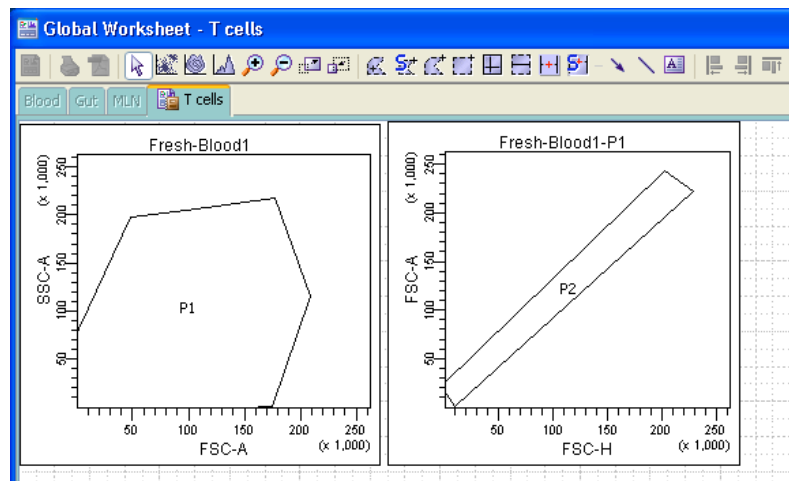 Global Worksheet - T cells
Blood Gut MLN T cells
Fresh-Blood1
SSC-A
(x 1,000)
250
200
150
100
50
P1
50 100 150 200 250
FSC-A (x 1,000)
Fresh-Blood1-P1
FSC-A
(x 1,000)
250
200
150
100
50
P2
50 100 150 200 250
FSC-H (x 1,000)